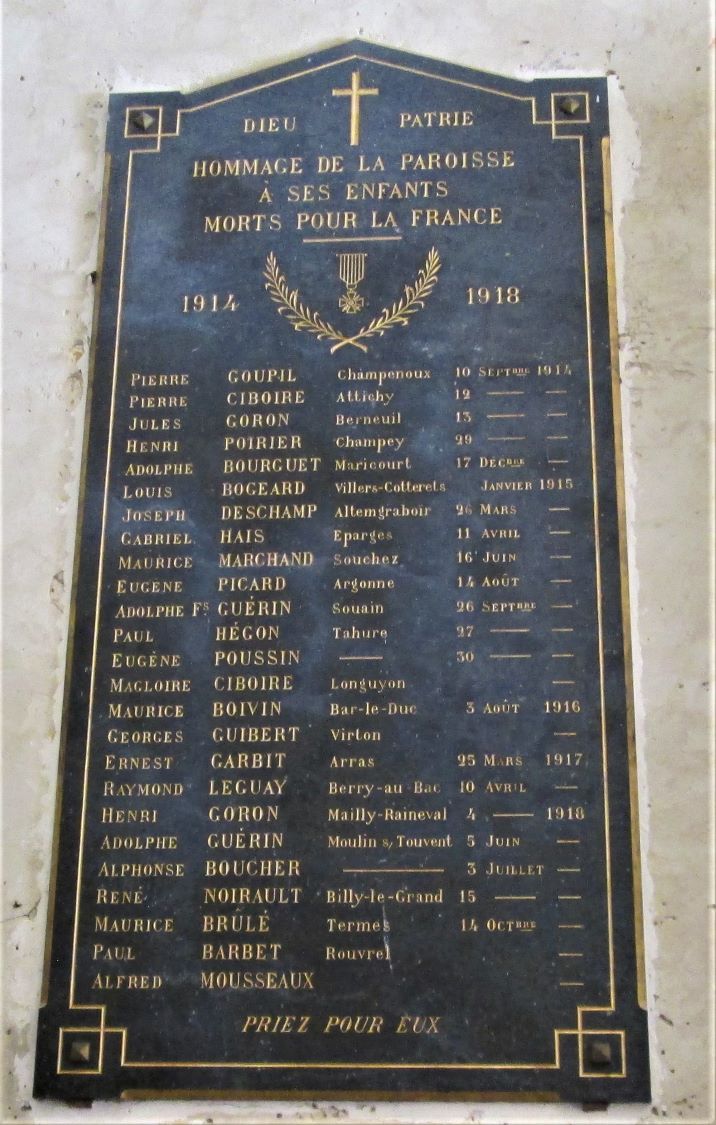 DIEU PATRIE
HOMMAGE DE LA PAROISSE
À SES ENFANTS
MORTS POUR LA FRANCE
1914 1918
PIERRE GOUPIL Champenoux 10 SEPTBRE 1914
PIERRE CIBOIRE Attichy 12 — —
JULES GORON Berneuil 13 — —
HENRI POIRIER Champey 29 — —
ADOLPHE BOURGUET Maricourt 17 DÉCBRE —
LOUIS BOGEARD Villers-Cotterets JANVIER 1915
JOSEPH DESCHAMP Altemgraboir 26 MARS —
GABRIEL HAIS Eparges 11 AVRIL —
MAURICE MARCHAND Souchez 16 JUIN —
EUGÈNE PICARD Argonne 14 AOÛT —
ADOLPHE FS GUÉRIN Souain 26 SEPTBRE —
PAUL HÉGON Tahure 27 — —
EUGÈNE POUSSIN — 30 — —
MAGLOIRE CIBOIRE Longuyon —
MAURICE BOIVIN Bar-le-Duc 3 AOÛT 1916
GEORGES GUIBERT Virton —
ERNEST GARBIT Arras 25 MARS 1917
RAYMOND LEGUAY Berry-au Bac 10 AVRIL —
HENRI GORON Mailly-Raineval 4 — 1918
ADOLPHE GUÉRIN Moulin s/Touvent 5 JUIN —
ALPHONSE BOUCHER — 3 JUILLET —
RENÉ NOIRAULT Billy-le-Grand 15 — —
MAURICE BRÛLÉ Termes 14 OCTBRE —
PAUL BARBET Rouvrel —
ALFRED MOUSSEAUX —
PRIEZ POUR EUX